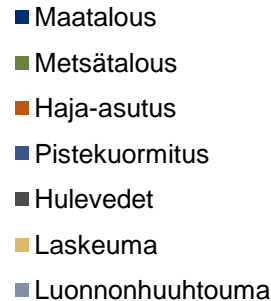 Maatalous
Metsätalous
Haja-asutus
Pistekuormitus
Hulevedet
Laskeuma
Luonnonhuuhtouma